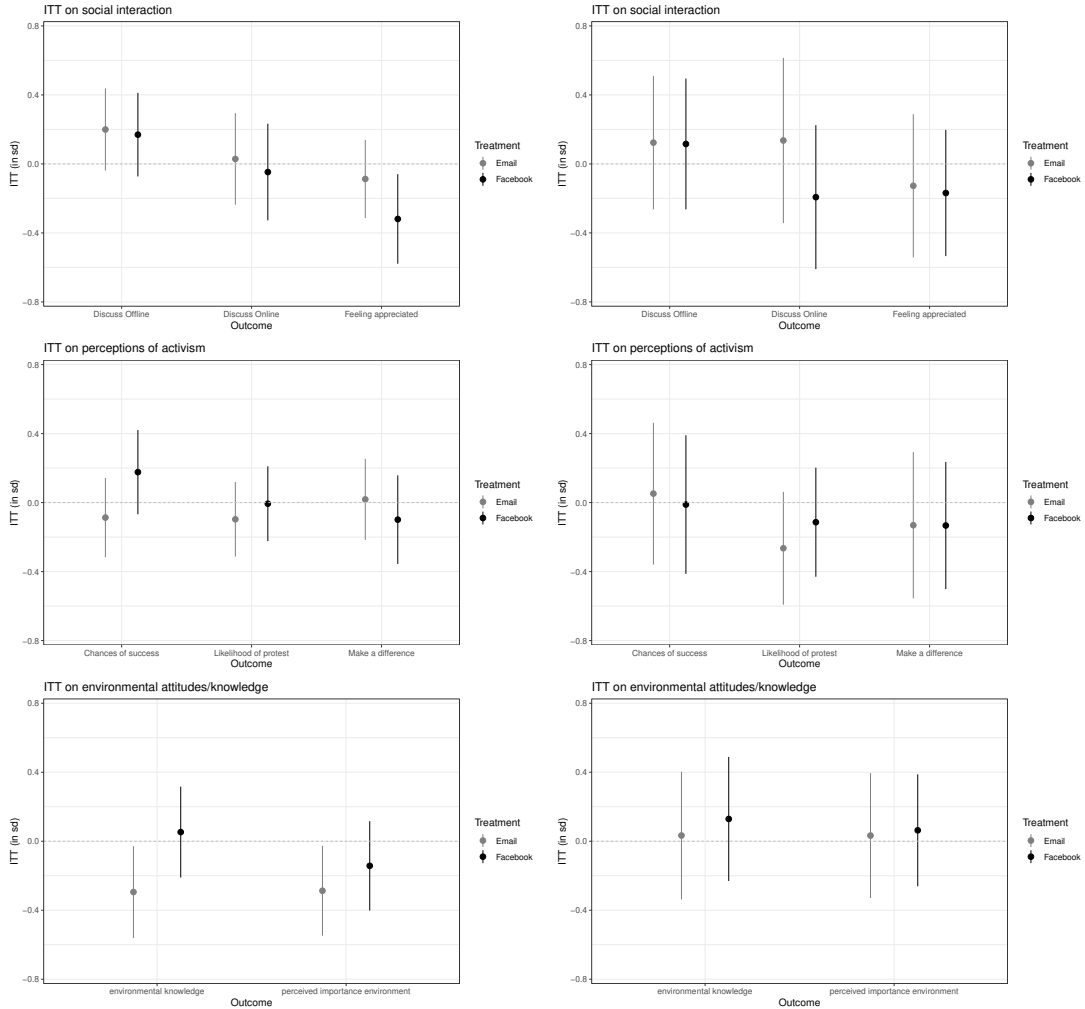 ITT on social interaction
0.8
0.4
0.0
−0.4
−0.8
ITT (in sd)
Discuss Offline
Discuss Online
Feeling appreciated
Outcome
Treatment
Email
Facebook
ITT on social interaction
0.8
0.4
0.0
−0.4
−0.8
ITT (in sd)
Discuss Offline
Discuss Online
Feeling appreciated
Outcome
Treatment
Email
Facebook
ITT on perceptions of activism
0.8
0.4
0.0
−0.4
−0.8
ITT (in sd)
Chances of success
Likelihood of protest
Make a difference
Outcome
Treatment
Email
Facebook
ITT on perceptions of activism
0.8
0.4
0.0
−0.4
−0.8
ITT (in sd)
Chances of success
Likelihood of protest
Make a difference
Outcome
Treatment
Email
Facebook
ITT on environmental attitudes/knowledge
0.8
0.4
0.0
−0.4
−0.8
ITT (in sd)
environmental knowledge
perceived importance environment
Outcome
Treatment
Email
Facebook
ITT on environmental attitudes/knowledge
0.8
0.4
0.0
−0.4
−0.8
ITT (in sd)
environmental knowledge
perceived importance environment
Outcome
Treatment
Email
Facebook